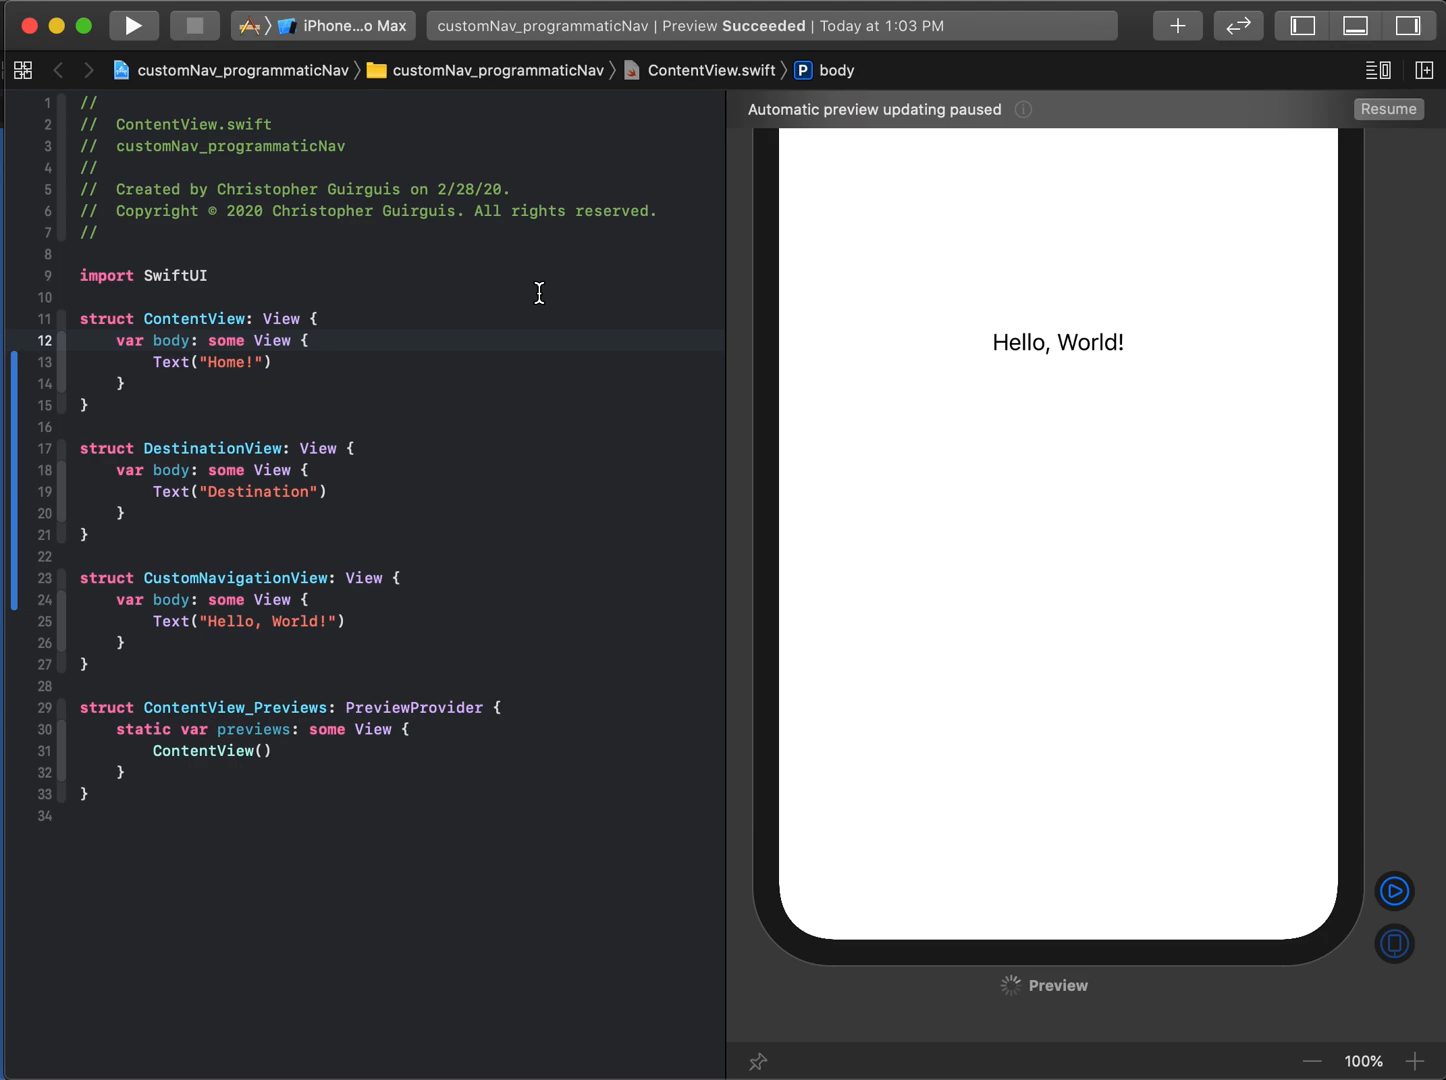 iPhone...o Max
customNav_programmaticNav | Preview Succeeded | Today at 1:03 PM
customNav_programmaticNav
customNav_programmaticNav
ContentView.swift
P body
1 //
2 //  ContentView.swift
3 //  customNav_programmaticNav
4 //
5 //  Created by Christopher Guirguis on 2/28/20.
6 //  Copyright © 2020 Christopher Guirguis. All rights reserved.
7 //
8
9 import SwiftUI
10
11 struct ContentView: View {
12     var body: some View {
13         Text("Home!")
14     }
15 }
16
17 struct DestinationView: View {
18     var body: some View {
19         Text("Destination")
20     }
21 }
22
23 struct CustomNavigationView: View {
24     var body: some View {
25         Text("Hello, World!")
26     }
27 }
28
29 struct ContentView_Previews: PreviewProvider {
30     static var previews: some View {
31         ContentView()
32     }
33 }
34
Automatic preview updating paused
Resume
Hello, World!
Preview
100%